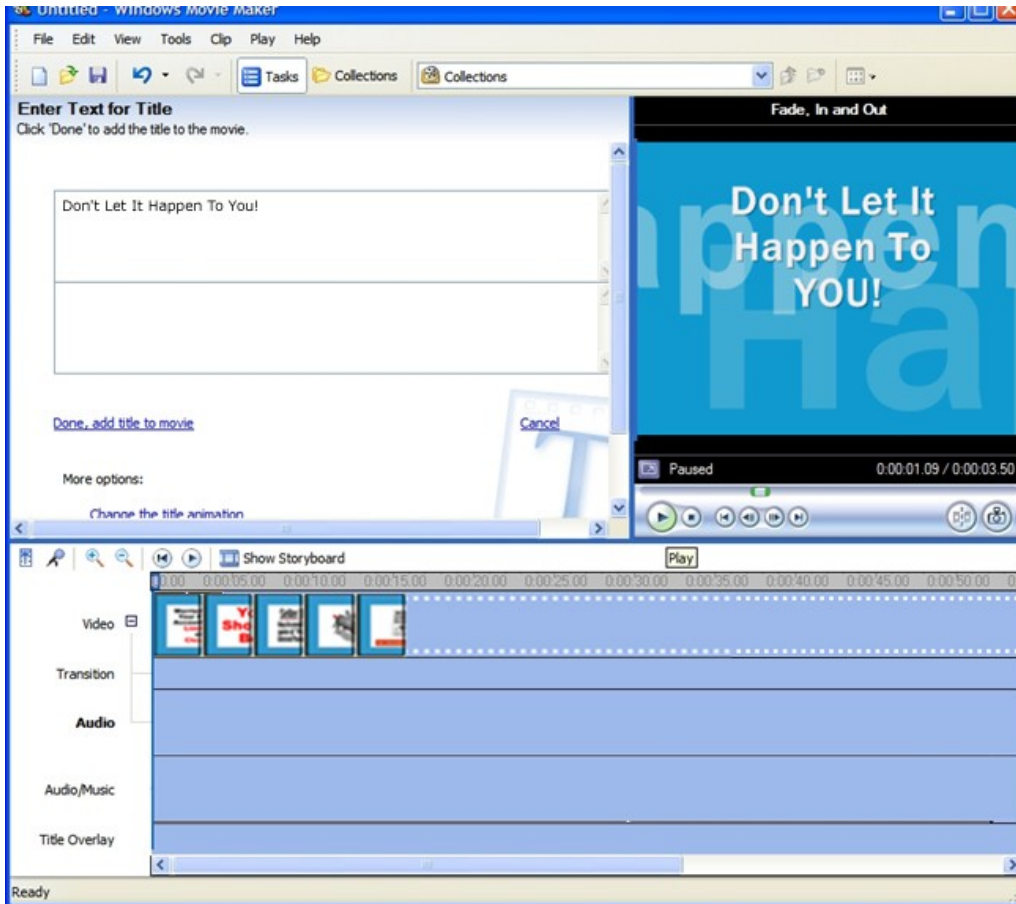 Untitled - Windows Movie Maker
File Edit View Tools Clip Play Help
Tasks Collections Collections
Enter Text for Title
Click 'Done' to add the title to the movie.
Don't Let It Happen To You!
Done, add title to movie
Cancel
More options:
Change the title animation
Fade, In and Out
Don't Let It
Happen To
YOU!
appen
Ha
Paused 0:00:01.09 / 0:00:03.50
Play
Show Storyboard
0:00:05.00 0:00:10.00 0:00:15.00 0:00:20.00 0:00:25.00 0:00:30.00 0:00:35.00 0:00:40.00 0:00:45.00 0:00:50.00
Video
Transition
Audio
Audio/Music
Title Overlay
Ready